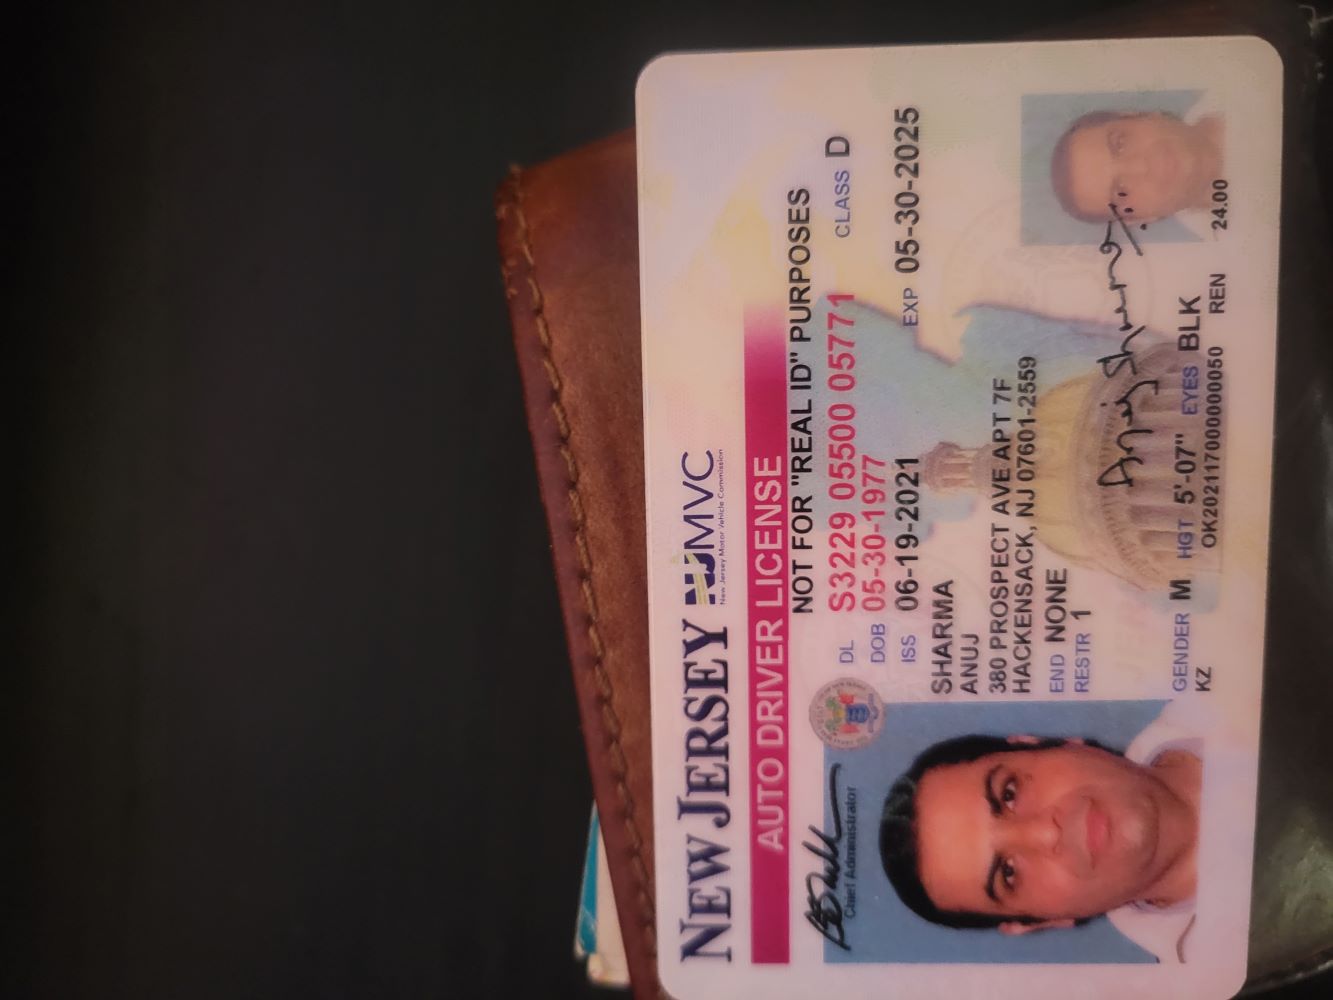 NEW JERSEY NJMVC
New Jersey Motor Vehicle Commission
AUTO DRIVER LICENSE
NOT FOR "REAL ID" PURPOSES
Chief Administrator
DL S3229 05500 05771 CLASS D
DOB 05-30-1977
ISS 06-19-2021 EXP 05-30-2025
SHARMA
ANUJ
380 PROSPECT AVE APT 7F
HACKENSACK, NJ 07601-2559
END NONE
RESTR 1
Anuj Sharma
GENDER M HGT 5'-07" EYES BLK
KZ OK202117000000050 REN 24.00